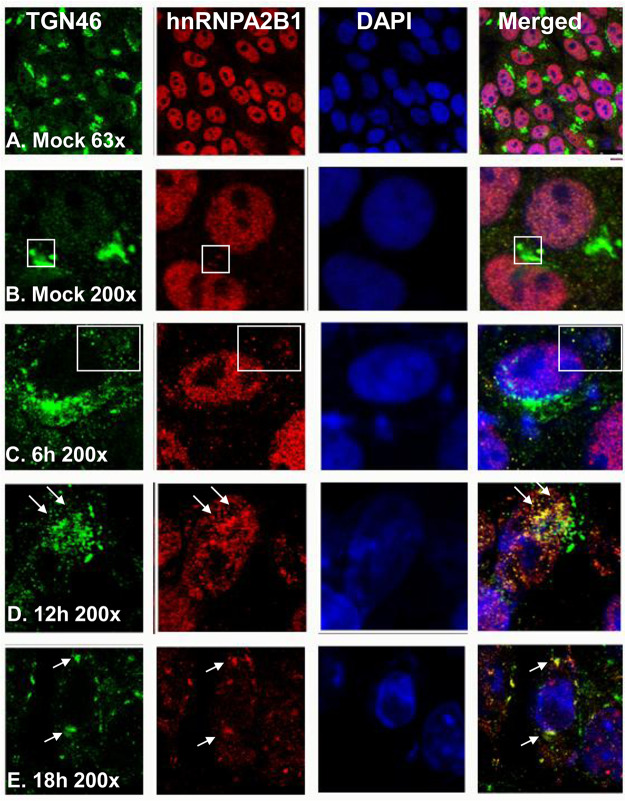 TGN46 hnRNPA2B1 DAPI Merged
A. Mock 63x
B. Mock 200x
C. 6h 200x
D. 12h 200x
E. 18h 200x